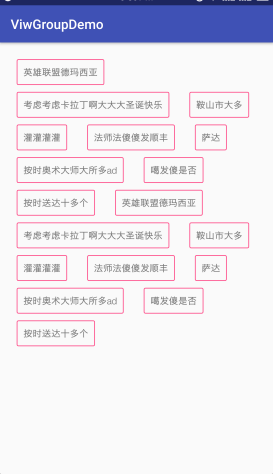 ViwGroupDemo
英雄联盟德玛西亚
考虑考虑卡拉丁啊大大大圣诞快乐 鞍山市大多
灌灌灌灌 法师法傻傻发顺丰 萨达
按时奥术大师大所多ad 噶发傻是否
按时送达十多个 英雄联盟德玛西亚
考虑考虑卡拉丁啊大大大圣诞快乐 鞍山市大多
灌灌灌灌 法师法傻傻发顺丰 萨达
按时奥术大师大所多ad 噶发傻是否
按时送达十多个